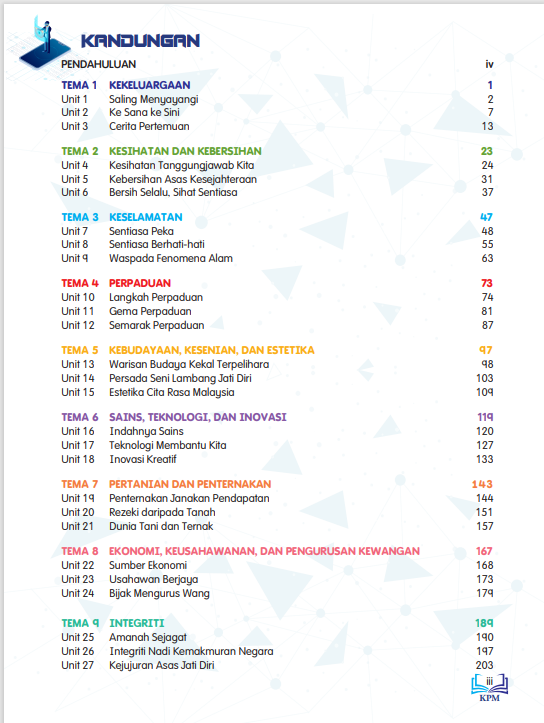 KANDUNGAN
PENDAHULUAN iv
TEMA 1 KEKELUARGAAN 1
Unit 1 Saling Menyayangi 2
Unit 2 Ke Sana ke Sini 7
Unit 3 Cerita Pertemuan 13
TEMA 2 KESIHATAN DAN KEBERSIHAN 23
Unit 4 Kesihatan Tanggungjawab Kita 24
Unit 5 Kebersihan Asas Kesejahteraan 31
Unit 6 Bersih Selalu, Sihat Sentiasa 37
TEMA 3 KESELAMATAN 47
Unit 7 Sentiasa Peka 48
Unit 8 Sentiasa Berhati-hati 55
Unit 9 Waspada Fenomena Alam 63
TEMA 4 PERPADUAN 73
Unit 10 Langkah Perpaduan 74
Unit 11 Gema Perpaduan 81
Unit 12 Semarak Perpaduan 87
TEMA 5 KEBUDAYAAN, KESENIAN, DAN ESTETIKA 97
Unit 13 Warisan Budaya Kekal Terpelihara 98
Unit 14 Persada Seni Lambang Jati Diri 103
Unit 15 Estetika Cita Rasa Malaysia 109
TEMA 6 SAINS, TEKNOLOGI, DAN INOVASI 119
Unit 16 Indahnya Sains 120
Unit 17 Teknologi Membantu Kita 127
Unit 18 Inovasi Kreatif 133
TEMA 7 PERTANIAN DAN PENTERNAKAN 143
Unit 19 Penternakan Janakan Pendapatan 144
Unit 20 Rezeki daripada Tanah 151
Unit 21 Dunia Tani dan Ternak 157
TEMA 8 EKONOMI, KEUSAHAWANAN, DAN PENGURUSAN KEWANGAN 167
Unit 22 Sumber Ekonomi 168
Unit 23 Usahawan Berjaya 173
Unit 24 Bijak Mengurus Wang 179
TEMA 9 INTEGRITI 189
Unit 25 Amanah Sejagat 190
Unit 26 Integriti Nadi Kemakmuran Negara 197
Unit 27 Kejujuran Asas Jati Diri 203
iii
KPM